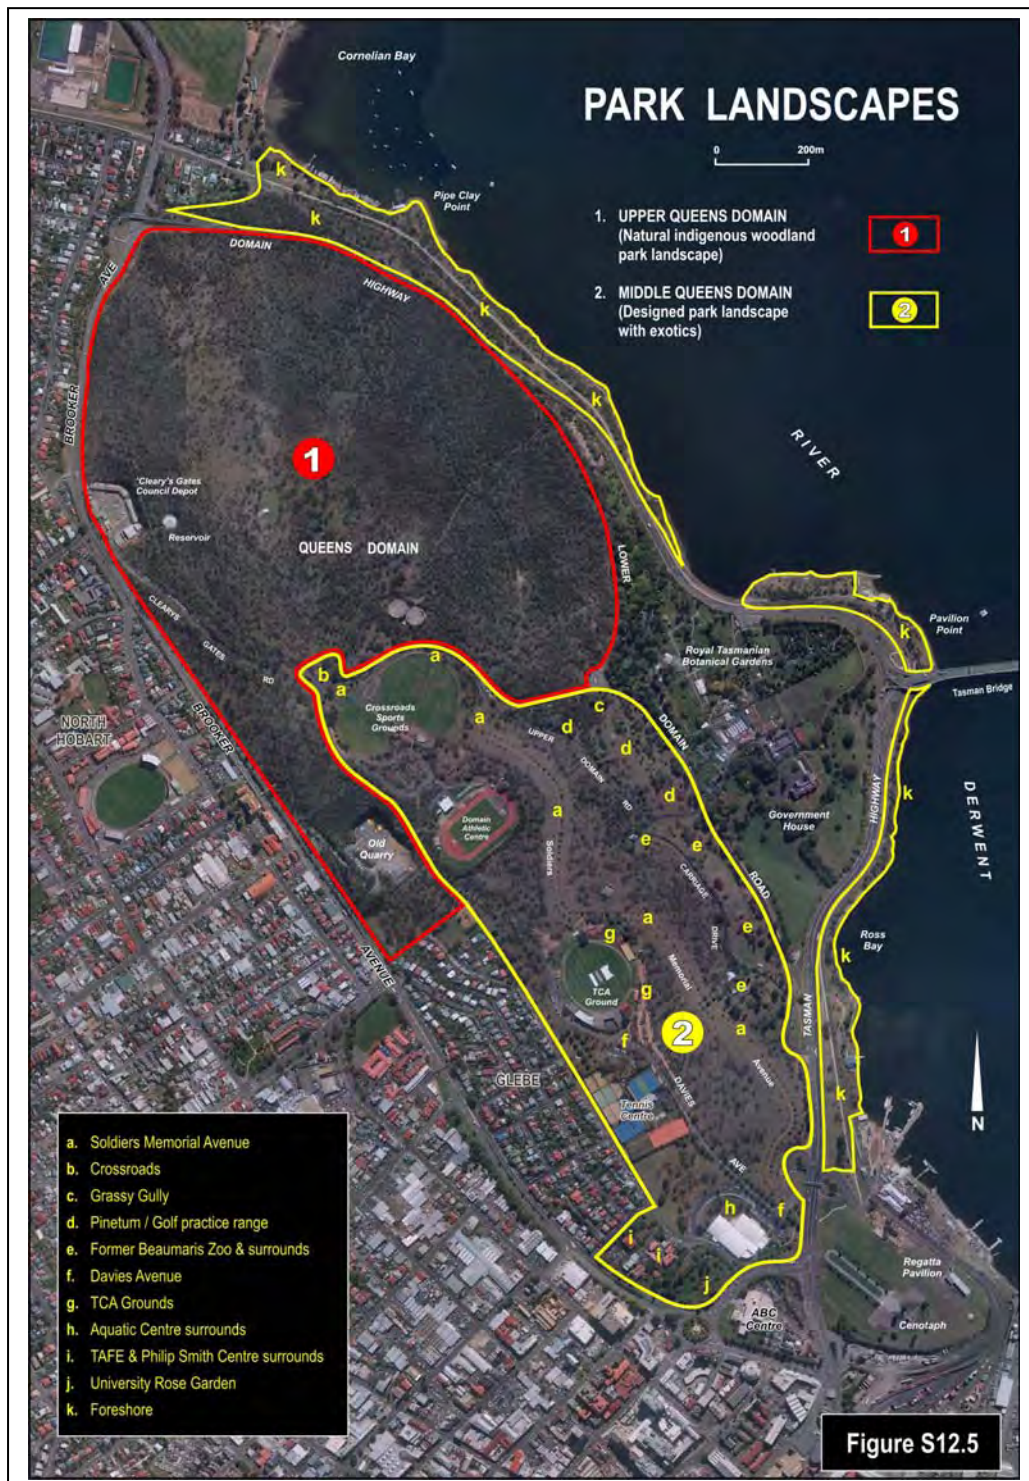 Cornelian Bay
PARK LANDSCAPES
0 200m
Pipe Clay
Point
1. UPPER QUEENS DOMAIN
(Natural indigenous woodland
park landscape)
1
2. MIDDLE QUEENS DOMAIN
(Designed park landscape
with exotics)
2
k
k
k
k
DOMAIN
HIGHWAY
AVE
BROOKER
RIVER
1
'Cleary's Gates
Council Depot
Reservoir
QUEENS DOMAIN
LOWER
CLEARYS
GATES
RD
Royal Tasmanian
Botanical Gardens
k
Pavilion
Point
Tasman Bridge
b
a
a
Crossroads
Sports
Grounds
a
c
d
d
d
UPPER
DOMAIN
RD
DOMAIN
NORTH
HOBART
BROOKER
Domain
Athletic
Centre
Old
Quarry
a
Soldiers
e
e
e
e
CARRIAGE
DRIVE
ROAD
Government
House
HIGHWAY
k
DERWENT
AVENUE
a
g
Memorial
TCA
Ground
g
2
a
f
Avenue
TASMAN
Ross
Bay
k
k
GLEBE
Tennis
Centre
DAVIES
AVE
N
h
f
i
i
j
ABC
Centre
Regatta
Pavilion
Cenotaph
a. Soldiers Memorial Avenue
b. Crossroads
c. Grassy Gully
d. Pinetum / Golf practice range
e. Former Beaumaris Zoo & surrounds
f. Davies Avenue
g. TCA Grounds
h. Aquatic Centre surrounds
i. TAFE & Philip Smith Centre surrounds
j. University Rose Garden
k. Foreshore
Figure S12.5